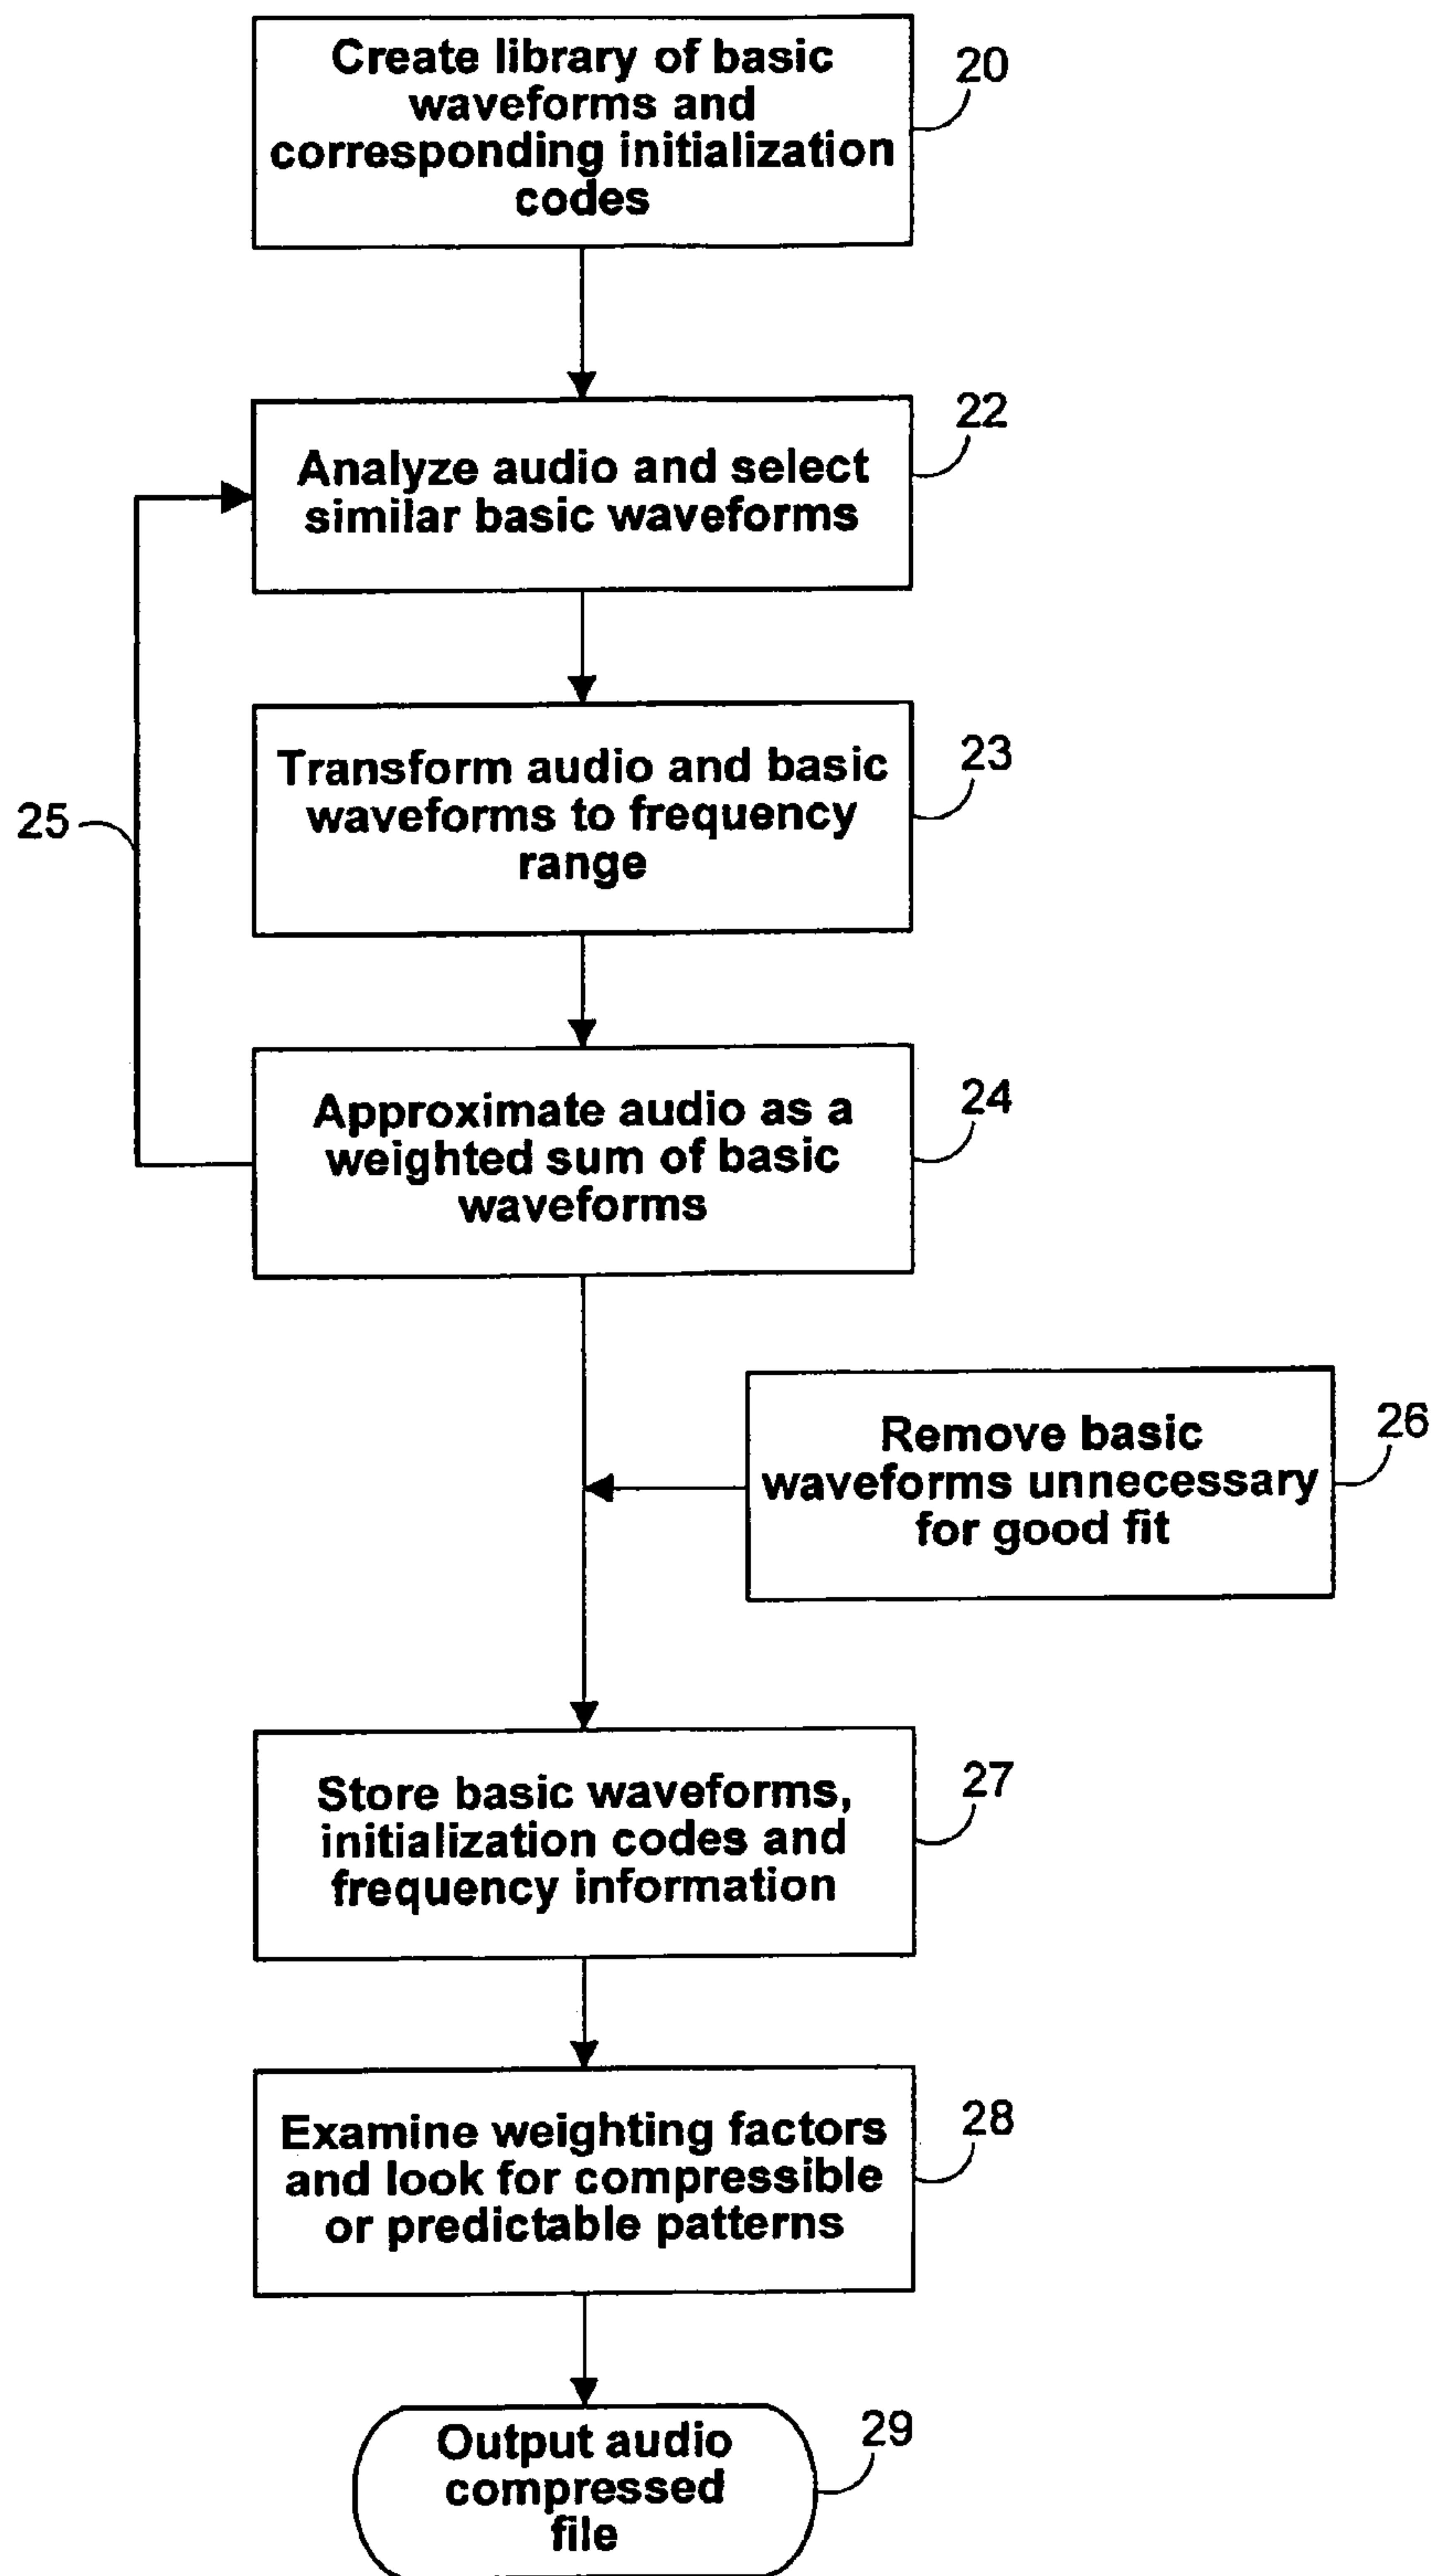 Create library of basic
waveforms and
corresponding initialization
codes
20
Analyze audio and select
similar basic waveforms
22
Transform audio and basic
waveforms to frequency
range
23
25
Approximate audio as a
weighted sum of basic
waveforms
24
Remove basic
waveforms unnecessary
for good fit
26
Store basic waveforms,
initialization codes and
frequency information
27
Examine weighting factors
and look for compressible
or predictable patterns
28
Output audio
compressed
file
29